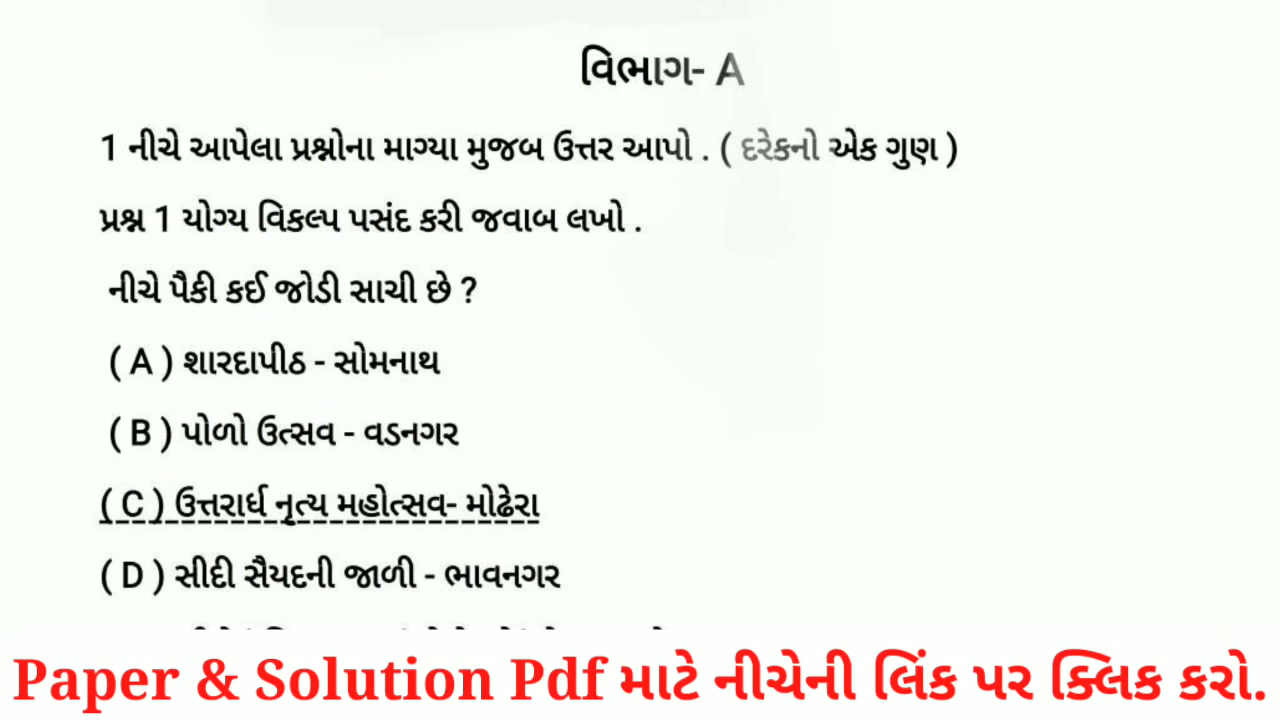 વિભાગ- A
1 નીચે આપેલા પ્રશ્નોના માગ્યા મુજબ ઉત્તર આપો . ( દરેકનો એક ગુણ )
પ્રશ્ન 1 યોગ્ય વિકલ્પ પસંદ કરી જવાબ લખો .
નીચે પૈકી કઈ જોડી સાચી છે ?
( A ) શારદાપીઠ - સોમનાથ
( B ) પોળો ઉત્સવ - વડનગર
( C ) ઉત્તરાર્ધ નૃત્ય મહોત્સવ- મોઢેરા
( D ) સીદી સૈયદની જાળી - ભાવનગર
Paper & Solution Pdf માટે નીચેની લિંક પર ક્લિક કરો.